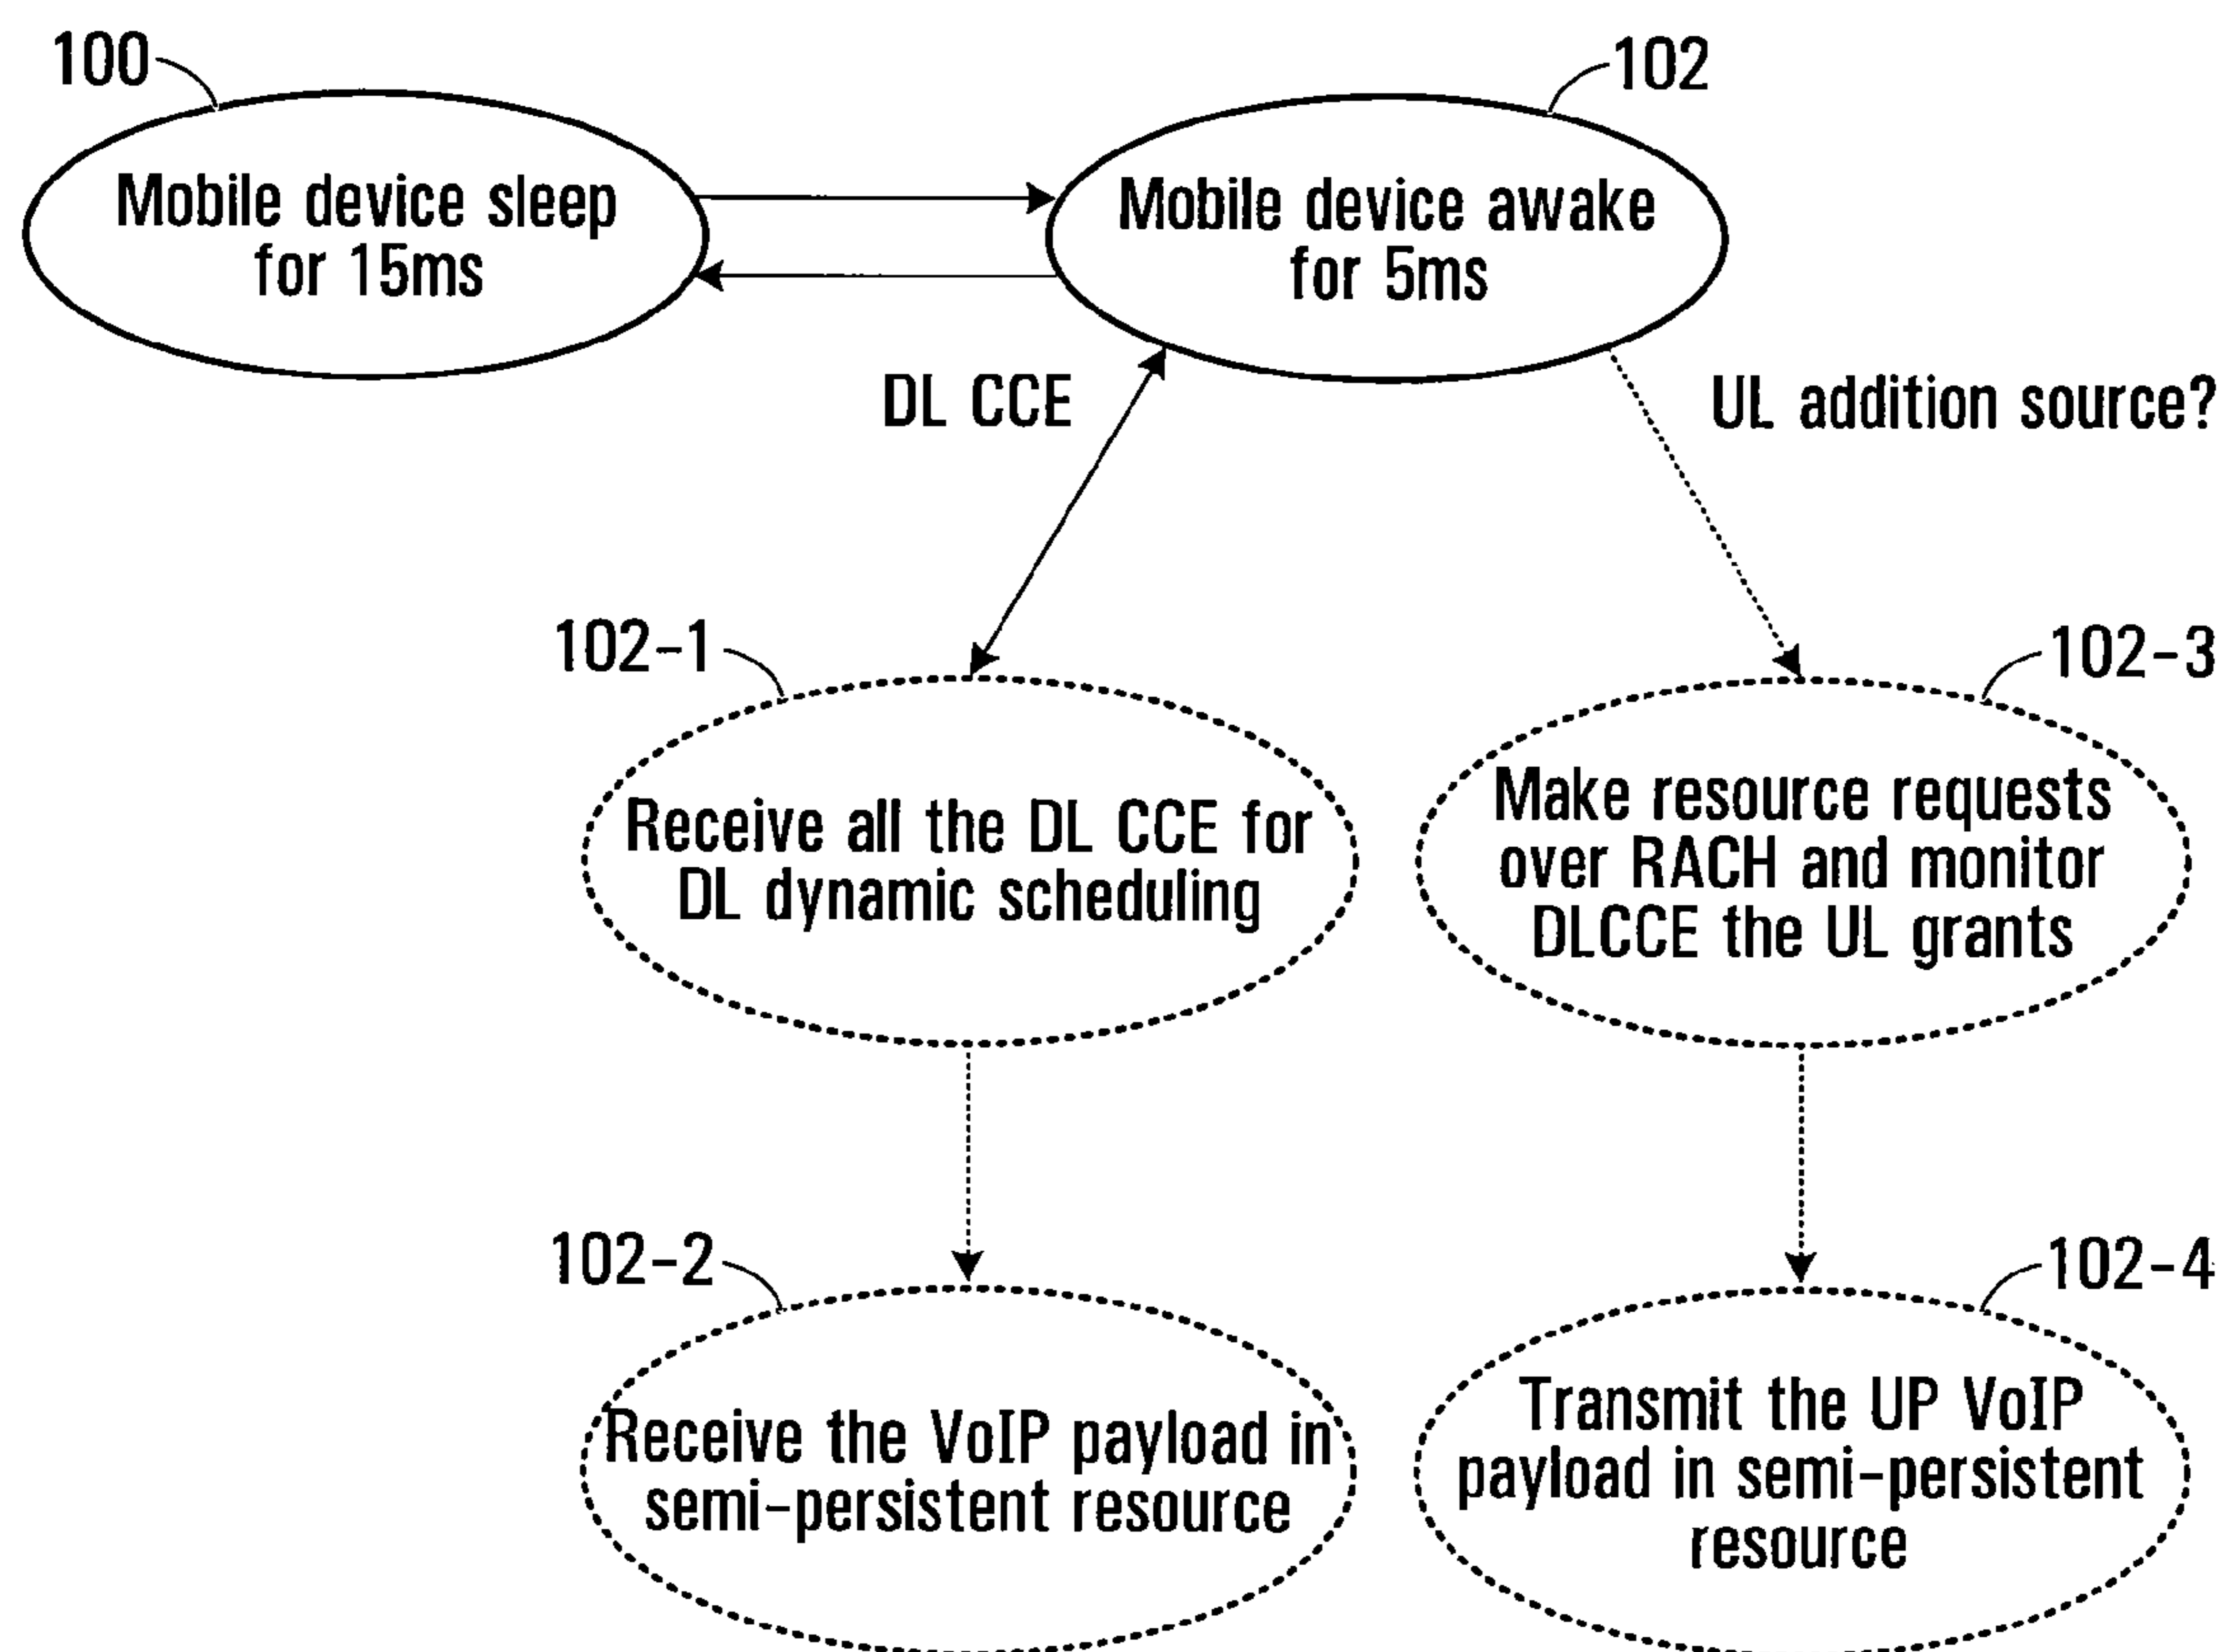 100
102
Mobile device sleep
for 15ms
Mobile device awake
for 5ms
DL CCE
UL addition source?
102-1
102-3
Receive all the DL CCE for
DL dynamic scheduling
Make resource requests
over RACH and monitor
DLCCE the UL grants
102-2
102-4
Receive the VoIP payload in
semi-persistent resource
Transmit the UP VoIP
payload in semi-persistent
resource